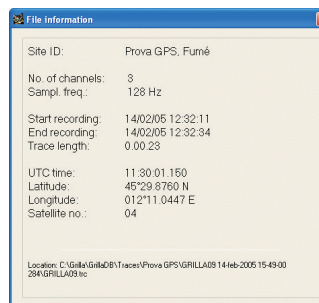 File information
Site ID: Prova GPS, Fumé
No. of channels: 3
Sampl. freq.: 128 Hz
Start recording: 14/02/05 12:32:11
End recording: 14/02/05 12:32:34
Trace length: 0.00.23
UTC time: 11:30:01.150
Latitude: 45°29.8760 N
Longitude: 012°11.0447 E
Satellite no.: 04
Location: C:\Grilla\GrillaDB\Traces\Prova GPS\GRILLA09 14-feb-2005 15-49-00
284\GRILLA09.trc